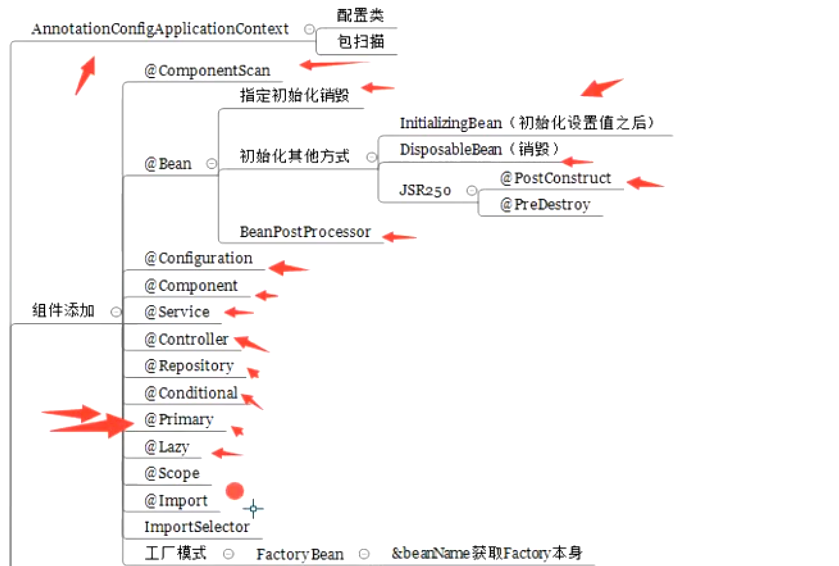 配置类
AnnotationConfigApplicationContext
包扫描
@ComponentScan
指定初始化销毁
InitializingBean（初始化设置值之后）
初始化其他方式
DisposableBean（销毁）
@Bean
@PostConstruct
JSR250
@PreDestroy
BeanPostProcessor
@Configuration
@Component
组件添加
@Service
@Controller
@Repository
@Conditional
@Primary
@Lazy
@Scope
@Import
ImportSelector
工厂模式 FactoryBean &beanName获取Factory本身